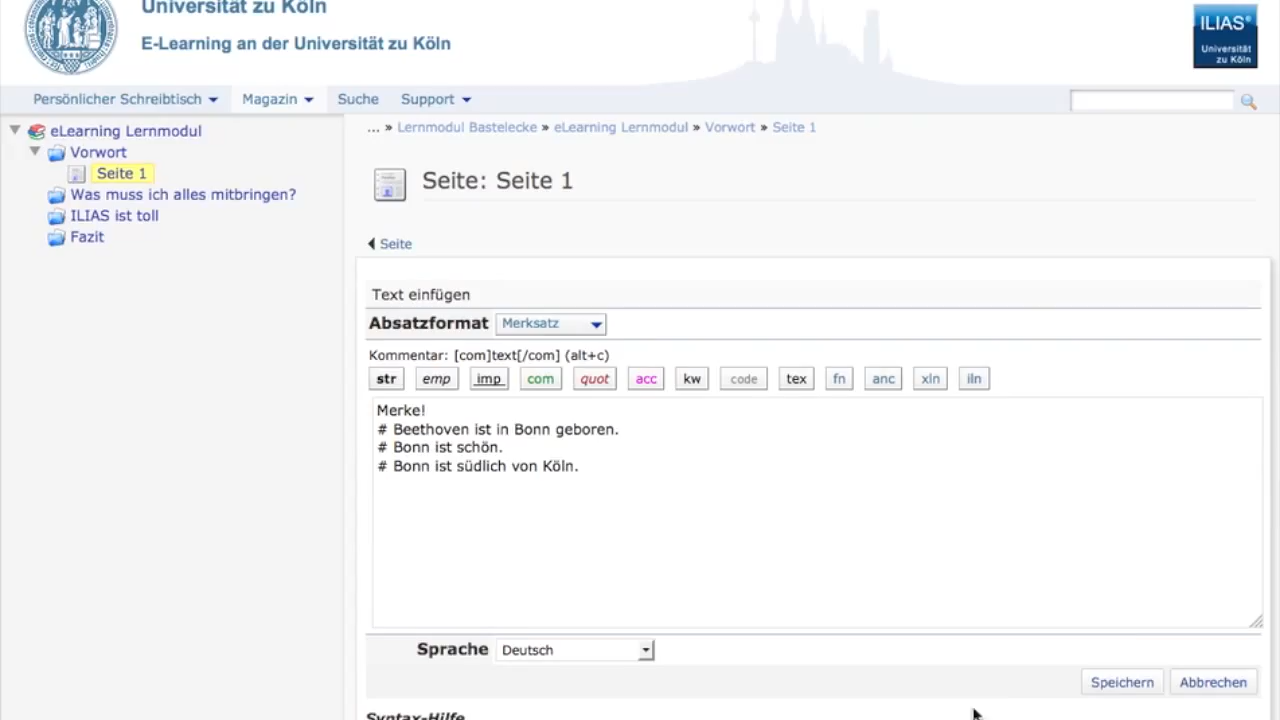 Universität zu Köln
E-Learning an der Universität zu Köln
ILIAS®
Universität
zu Köln
Persönlicher Schreibtisch Magazin Suche Support
eLearning Lernmodul
Vorwort
Seite 1
Was muss ich alles mitbringen?
ILIAS ist toll
Fazit
... » Lernmodul Bastelecke » eLearning Lernmodul » Vorwort » Seite 1
Seite: Seite 1
Seite
Text einfügen
Absatzformat Merksatz
Kommentar: [com]text[/com] (alt+c)
str emp imp com quot acc kw code tex fn anc xln iln
Merke!
# Beethoven ist in Bonn geboren.
# Bonn ist schön.
# Bonn ist südlich von Köln.
Sprache Deutsch
Speichern Abbrechen
Syntax-Hilfe